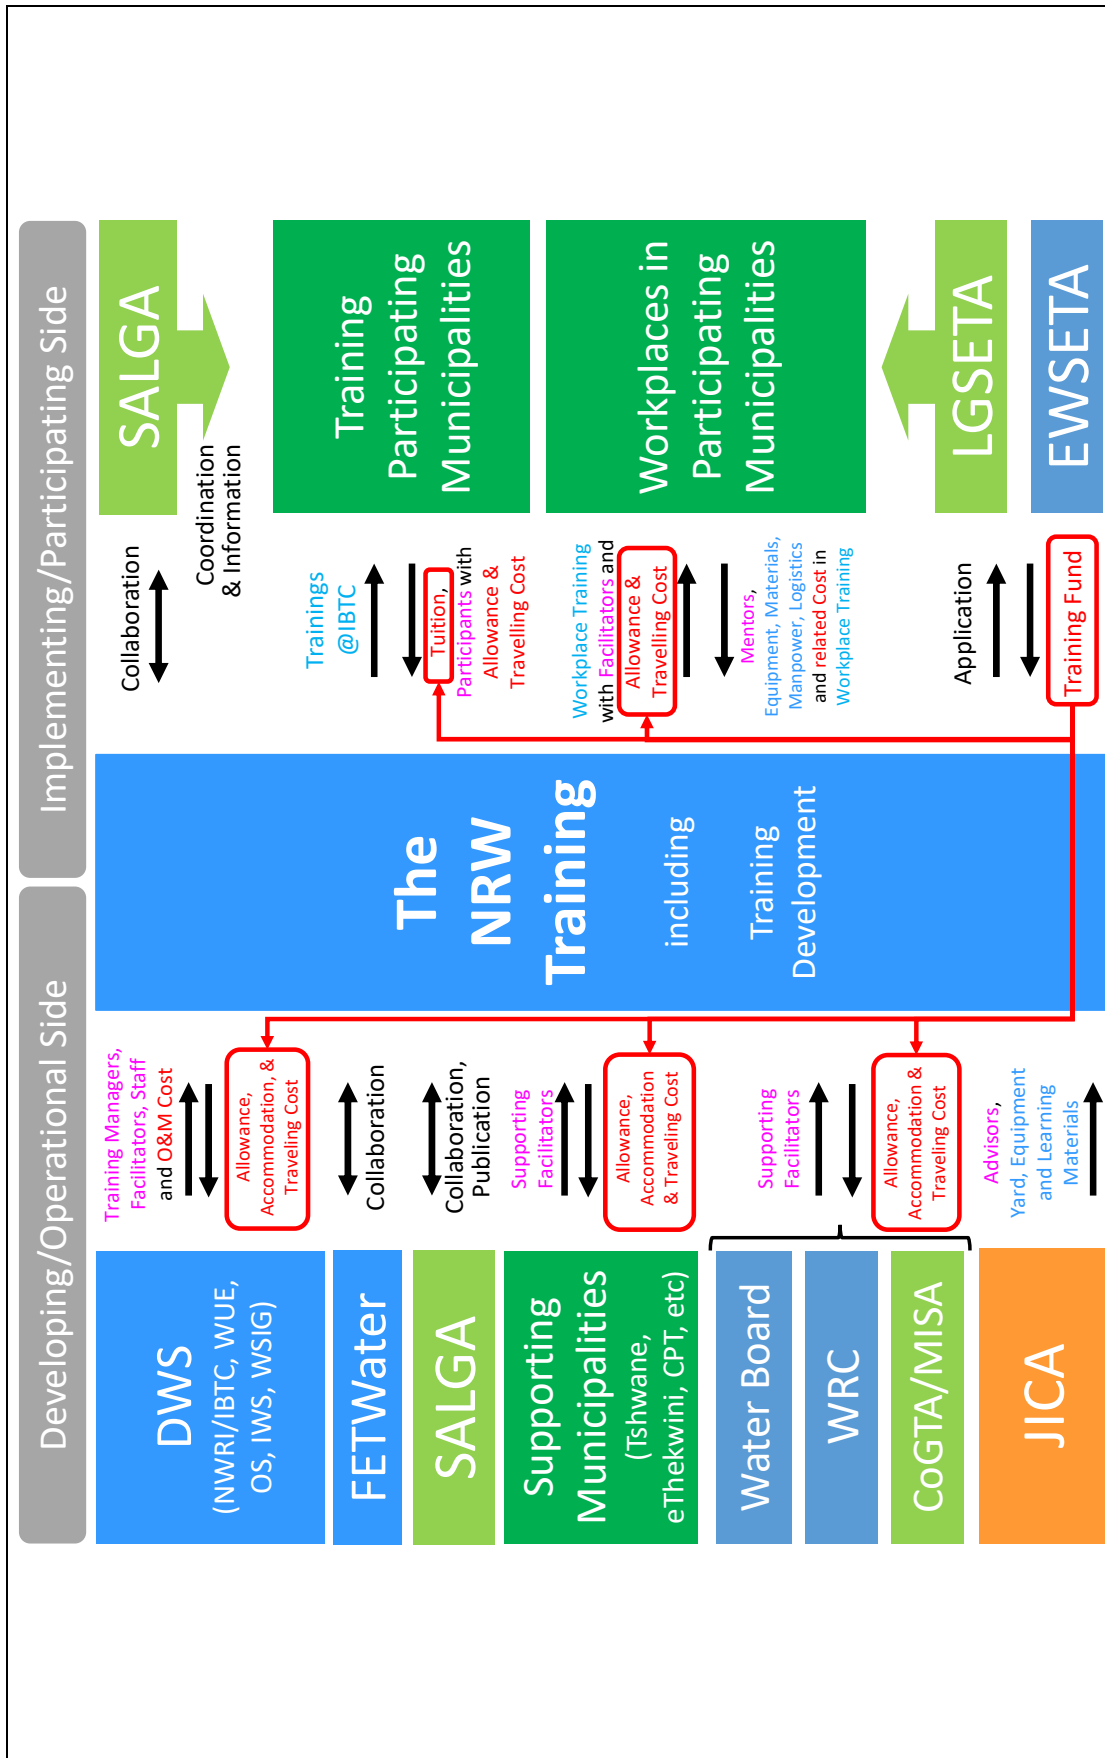 Developing/Operational Side
Implementing/Participating Side
DWS
(NWRI/IBTC, WUE,
OS, IWS, WSIG)
Training Managers,
Facilitators, Staff
and O&M Cost
Allowance,
Accommodation, &
Traveling Cost
FETWater
Collaboration
SALGA
Collaboration,
Publication
Supporting
Municipalities
(Tshwane,
eThekwini, CPT, etc)
Supporting
Facilitators
Allowance,
Accommodation
& Traveling Cost
Water Board
WRC
CoGTA/MISA
Supporting
Facilitators
Allowance,
Accommodation &
Traveling Cost
JICA
Advisors,
Yard, Equipment
and Learning
Materials
The
NRW
Training
including
Training
Development
Collaboration
SALGA
Coordination
& Information
Trainings
@IBTC
Tuition,
Participants with
Allowance &
Travelling Cost
Training
Participating
Municipalities
Workplace Training
with Facilitators and
Allowance &
Travelling Cost
Mentors,
Equipment, Materials,
Manpower, Logistics
and related Cost in
Workplace Training
Workplaces in
Participating
Municipalities
LGSETA
Application
Training Fund
EWSETA